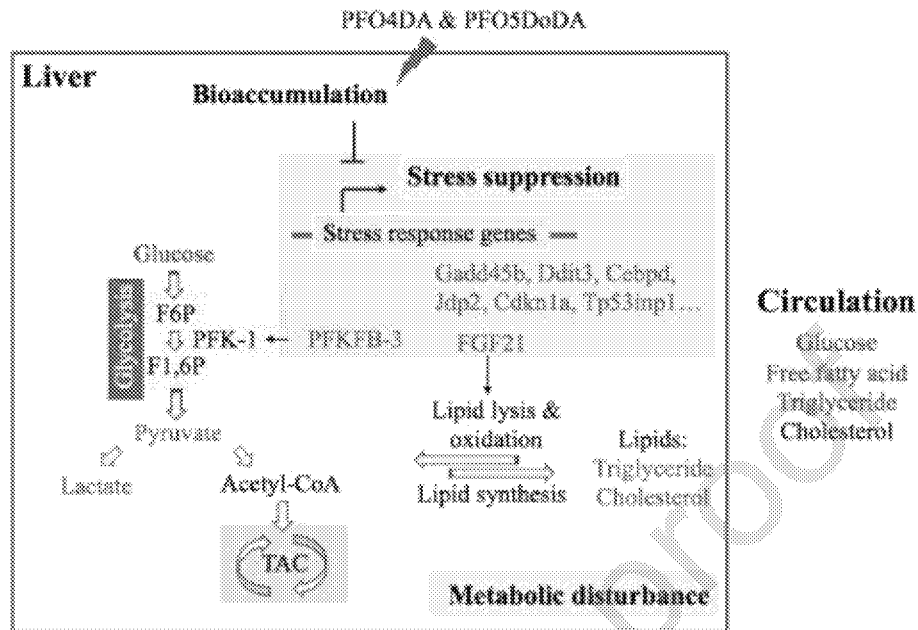 PFO4DA & PFO5DoDA
Liver
Bioaccumulation
Stress suppression
Stress response genes
Gadd45b, Ddit3, Cebpd,
Jdp2, Cdkn1a, Tp53inp1...
Glucose
Glycolysis
F6P
PFK-1
PFKFB-3
FGF21
F1,6P
Pyruvate
Lactate
Acetyl-CoA
TAC
Lipid lysis &
oxidation
Lipid synthesis
Lipids:
Triglyceride
Cholesterol
Metabolic disturbance
Circulation
Glucose
Free fatty acid
Triglyceride
Cholesterol
proof